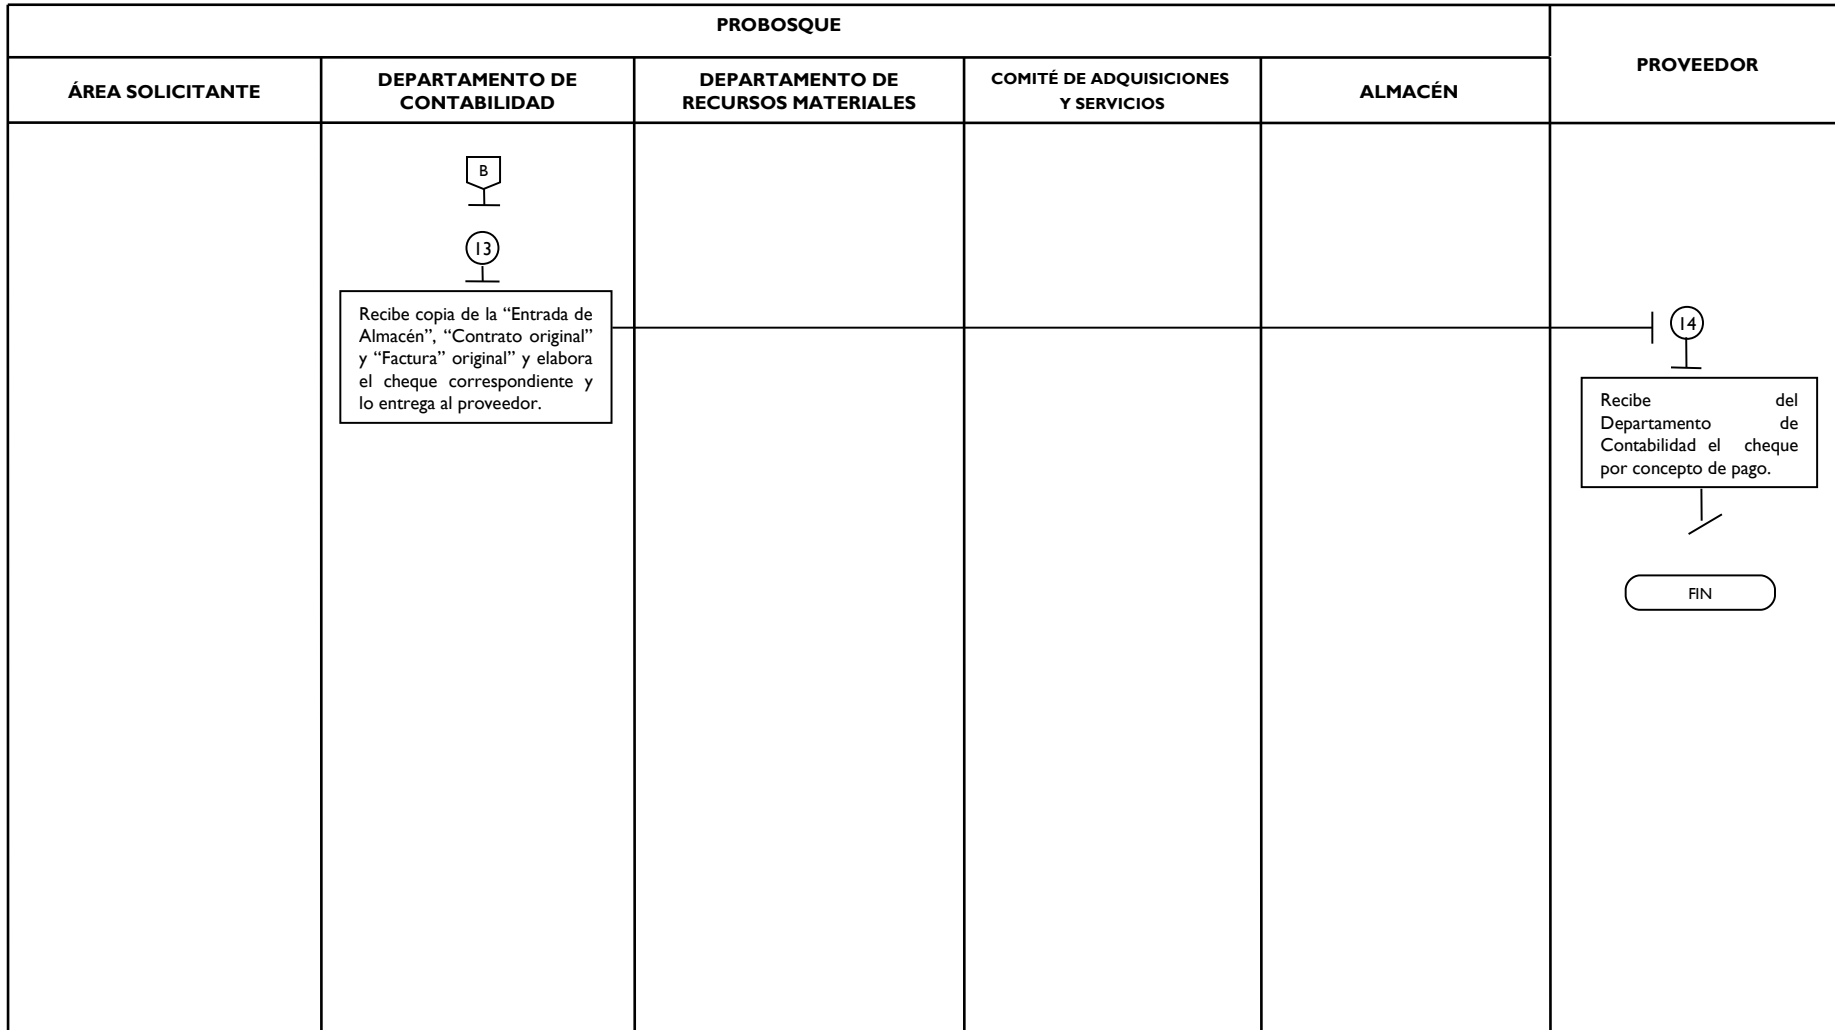 PROBOSQUE
PROVEEDOR
ÁREA SOLICITANTE
DEPARTAMENTO DE
CONTABILIDAD
DEPARTAMENTO DE
RECURSOS MATERIALES
COMITÉ DE ADQUISICIONES
Y SERVICIOS
ALMACÉN
B
13
Recibe copia de la “Entrada de
Almacén”, “Contrato original”
y “Factura” original” y elabora
el cheque correspondiente y
lo entrega al proveedor.
14
Recibe del
Departamento de
Contabilidad el cheque
por concepto de pago.
FIN